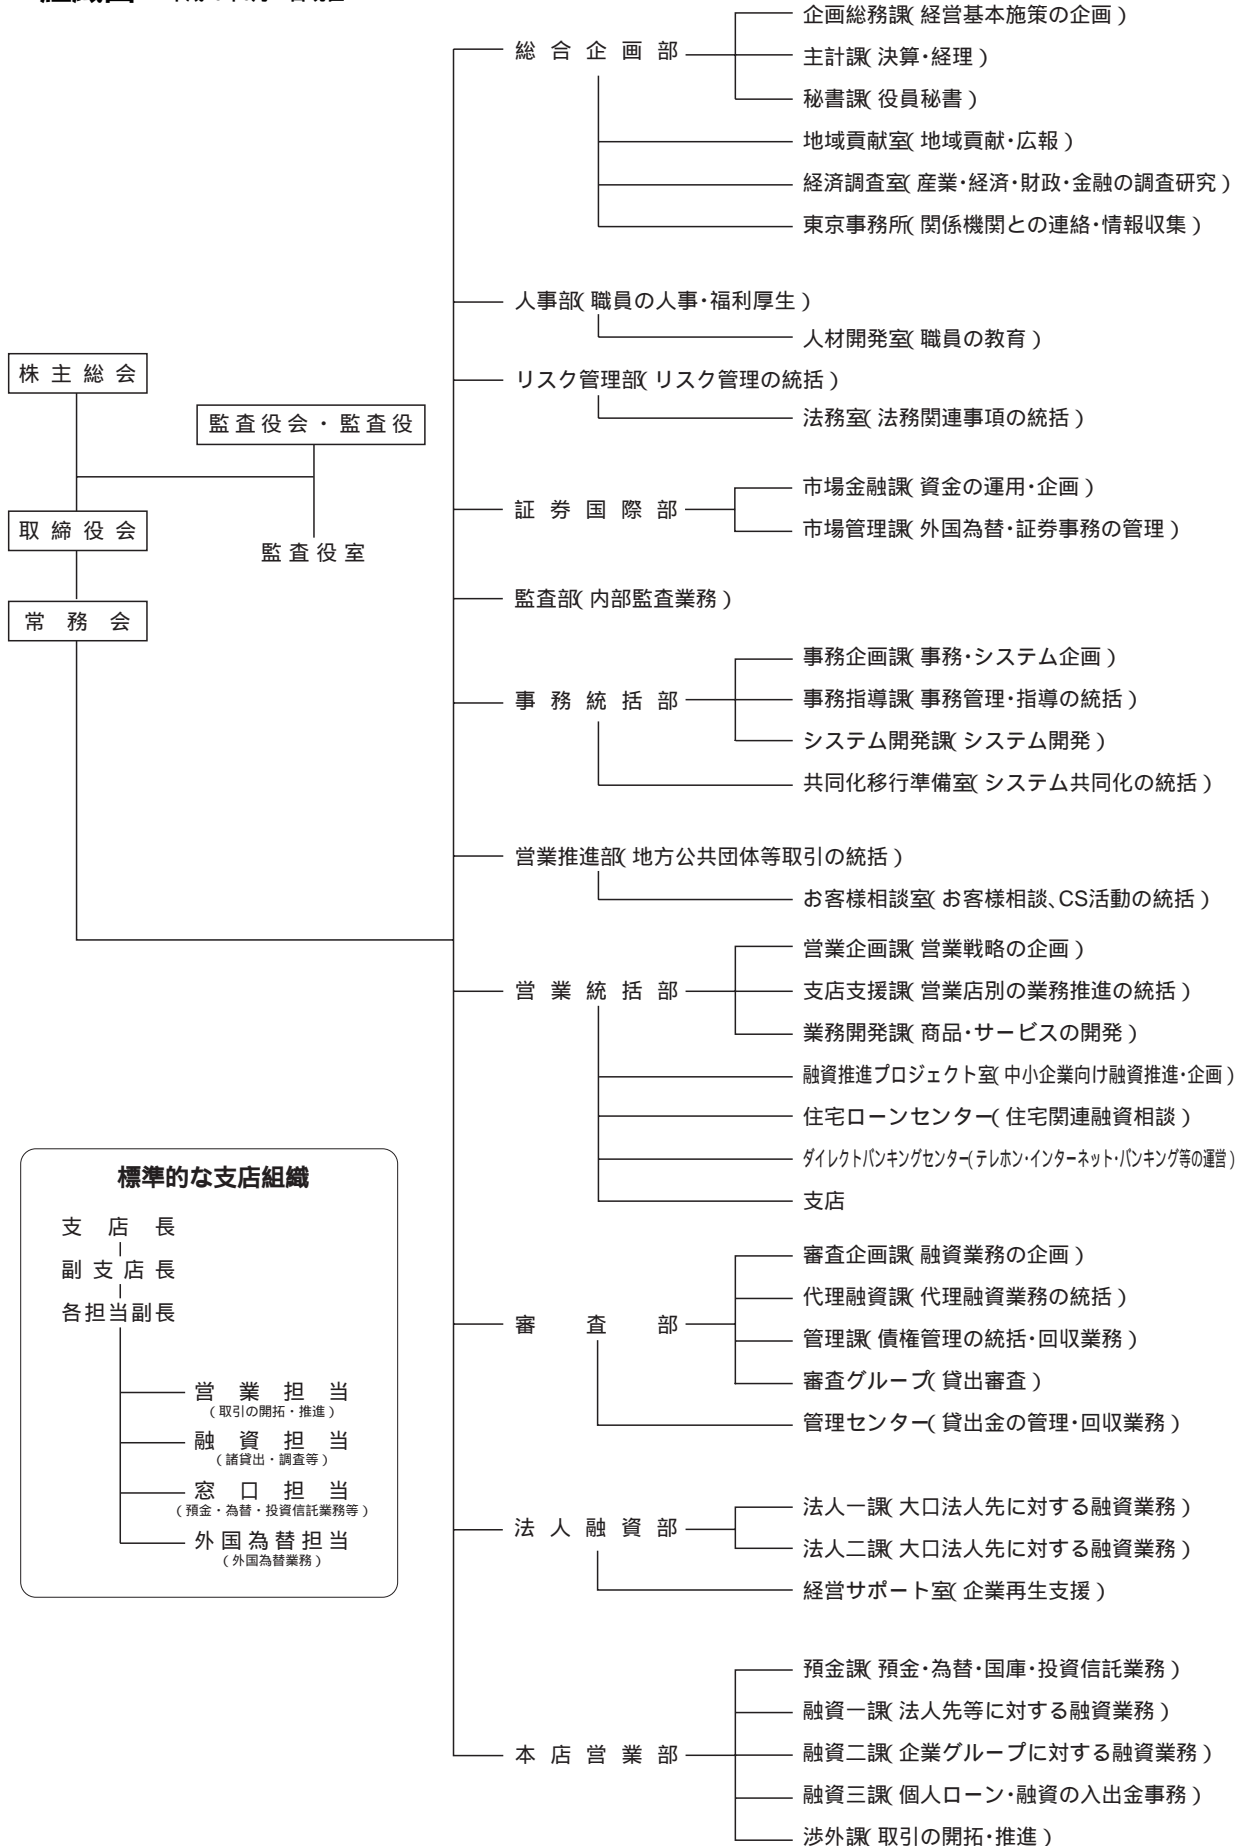 企画総務課(経営基本施策の企画)
総合企画部
主計課(決算・経理)
秘書課(役員秘書)
地域貢献室(地域貢献・広報)
経済調査室(産業・経済・財政・金融の調査研究)
東京事務所(関係機関との連絡・情報収集)
人事部(職員の人事・福利厚生)
人材開発室(職員の教育)
株主総会
監査役会・監査役
取締役会
監査役室
常務会
リスク管理部(リスク管理の統括)
法務室(法務関連事項の統括)
証券国際部
市場金融課(資金の運用・企画)
市場管理課(外国為替・証券事務の管理)
監査部(内部監査業務)
事務統括部
事務企画課(事務・システム企画)
事務指導課(事務管理・指導の統括)
システム開発課(システム開発)
共同化移行準備室(システム共同化の統括)
営業推進部(地方公共団体等取引の統括)
お客様相談室(お客様相談、CS活動の統括)
営業統括部
営業企画課(営業戦略の企画)
支店支援課(営業店別の業務推進の統括)
業務開発課(商品・サービスの開発)
融資推進プロジェクト室(中小企業向け融資推進・企画)
住宅ローンセンター(住宅関連融資相談)
ダイレクトバンキングセンター(テレホン・インターネット・バンキング等の運営)
支店
審査部
審査企画課(融資業務の企画)
代理融資課(代理融資業務の統括)
管理課(債権管理の統括・回収業務)
審査グループ(貸出審査)
管理センター(貸出金の管理・回収業務)
法人融資部
法人一課(大口法人先に対する融資業務)
法人二課(大口法人先に対する融資業務)
経営サポート室(企業再生支援)
本店営業部
預金課(預金・為替・国庫・投資信託業務)
融資一課(法人先等に対する融資業務)
融資二課(企業グループに対する融資業務)
融資三課(個人ローン・融資の入出金事務)
渉外課(取引の開拓・推進)
標準的な支店組織
支店長
副支店長
各担当副長
営業担当
(取引の開拓・推進)
融資担当
(諸貸出・調査等)
窓口担当
(預金・為替・投資信託業務等)
外国為替担当
(外国為替業務)